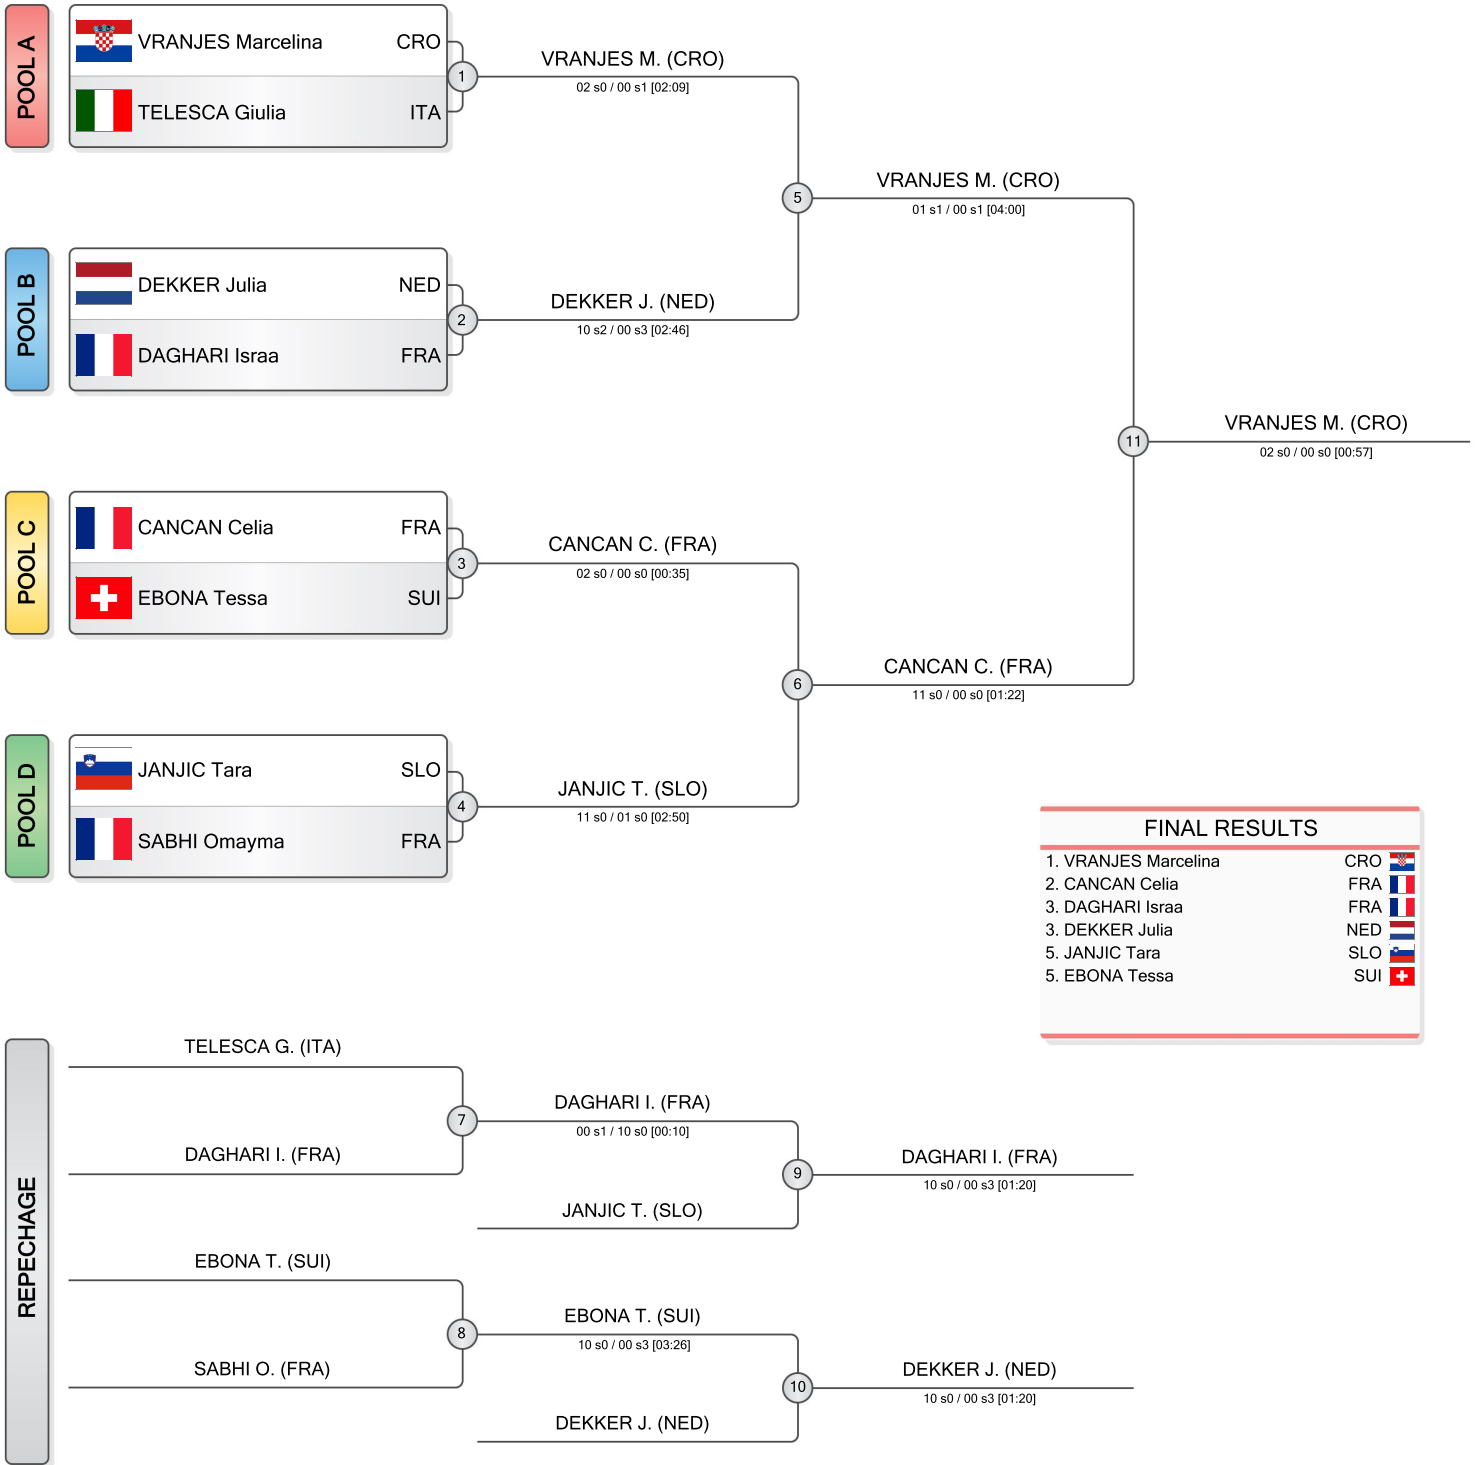 POOL A
VRANJES Marcelina CRO
TELESCA Giulia ITA
1
VRANJES M. (CRO)
02 s0 / 00 s1 [02:09]
5
VRANJES M. (CRO)
01 s1 / 00 s1 [04:00]
POOL B
DEKKER Julia NED
DAGHARI Israa FRA
2
DEKKER J. (NED)
10 s2 / 00 s3 [02:46]
11
VRANJES M. (CRO)
02 s0 / 00 s0 [00:57]
POOL C
CANCAN Celia FRA
EBONA Tessa SUI
3
CANCAN C. (FRA)
02 s0 / 00 s0 [00:35]
6
CANCAN C. (FRA)
11 s0 / 00 s0 [01:22]
POOL D
JANJIC Tara SLO
SABHI Omayma FRA
4
JANJIC T. (SLO)
11 s0 / 01 s0 [02:50]
FINAL RESULTS
1. VRANJES Marcelina CRO
2. CANCAN Celia FRA
3. DAGHARI Israa FRA
3. DEKKER Julia NED
5. JANJIC Tara SLO
5. EBONA Tessa SUI
REPECHAGE
TELESCA G. (ITA)
7
DAGHARI I. (FRA)
DAGHARI I. (FRA)
00 s1 / 10 s0 [00:10]
9
JANJIC T. (SLO)
DAGHARI I. (FRA)
10 s0 / 00 s3 [01:20]
EBONA T. (SUI)
8
SABHI O. (FRA)
EBONA T. (SUI)
10 s0 / 00 s3 [03:26]
10
DEKKER J. (NED)
DEKKER J. (NED)
10 s0 / 00 s3 [01:20]